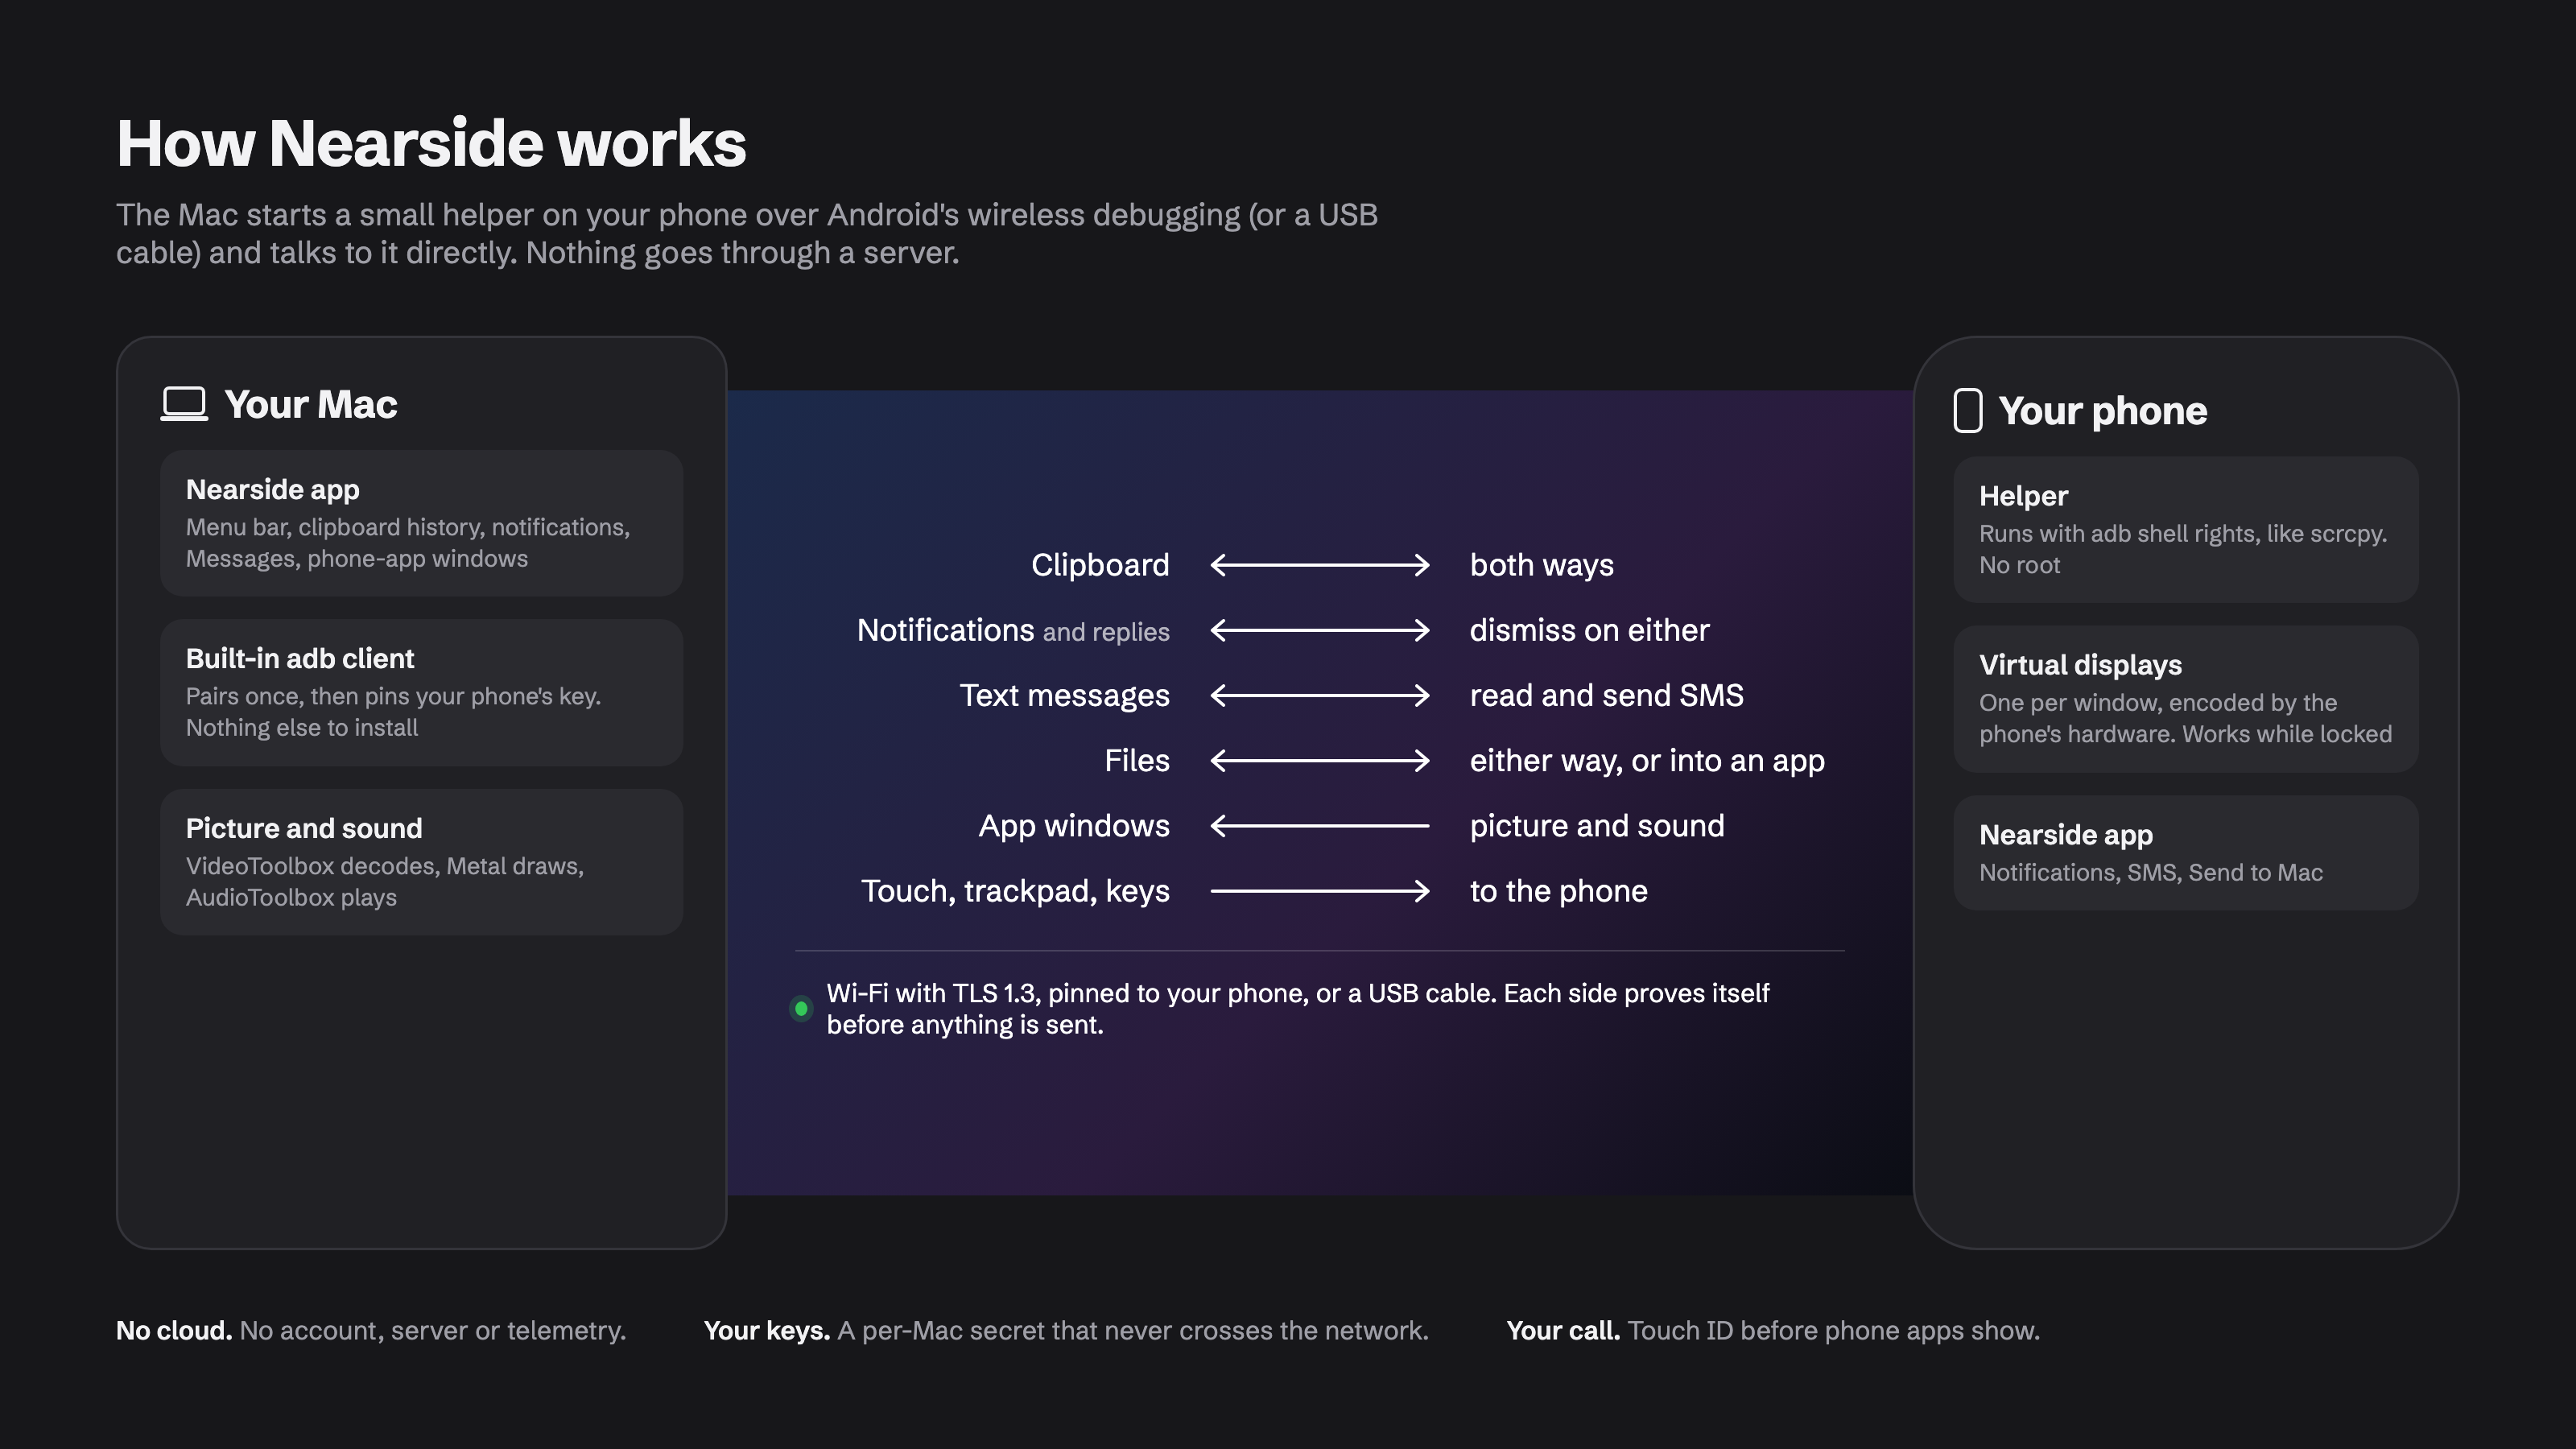 How Nearside works
The Mac starts a small helper on your phone over Android's wireless debugging (or a USB
cable) and talks to it directly. Nothing goes through a server.
Your Mac
Nearside app
Menu bar, clipboard history, notifications,
Messages, phone-app windows
Built-in adb client
Pairs once, then pins your phone's key.
Nothing else to install
Picture and sound
VideoToolbox decodes, Metal draws,
AudioToolbox plays
Clipboard both ways
Notifications and replies dismiss on either
Text messages read and send SMS
Files either way, or into an app
App windows picture and sound
Touch, trackpad, keys to the phone
Wi-Fi with TLS 1.3, pinned to your phone, or a USB cable. Each side proves itself
before anything is sent.
Your phone
Helper
Runs with adb shell rights, like scrcpy.
No root
Virtual displays
One per window, encoded by the
phone's hardware. Works while locked
Nearside app
Notifications, SMS, Send to Mac
No cloud. No account, server or telemetry. Your keys. A per-Mac secret that never crosses the network. Your call. Touch ID before phone apps show.